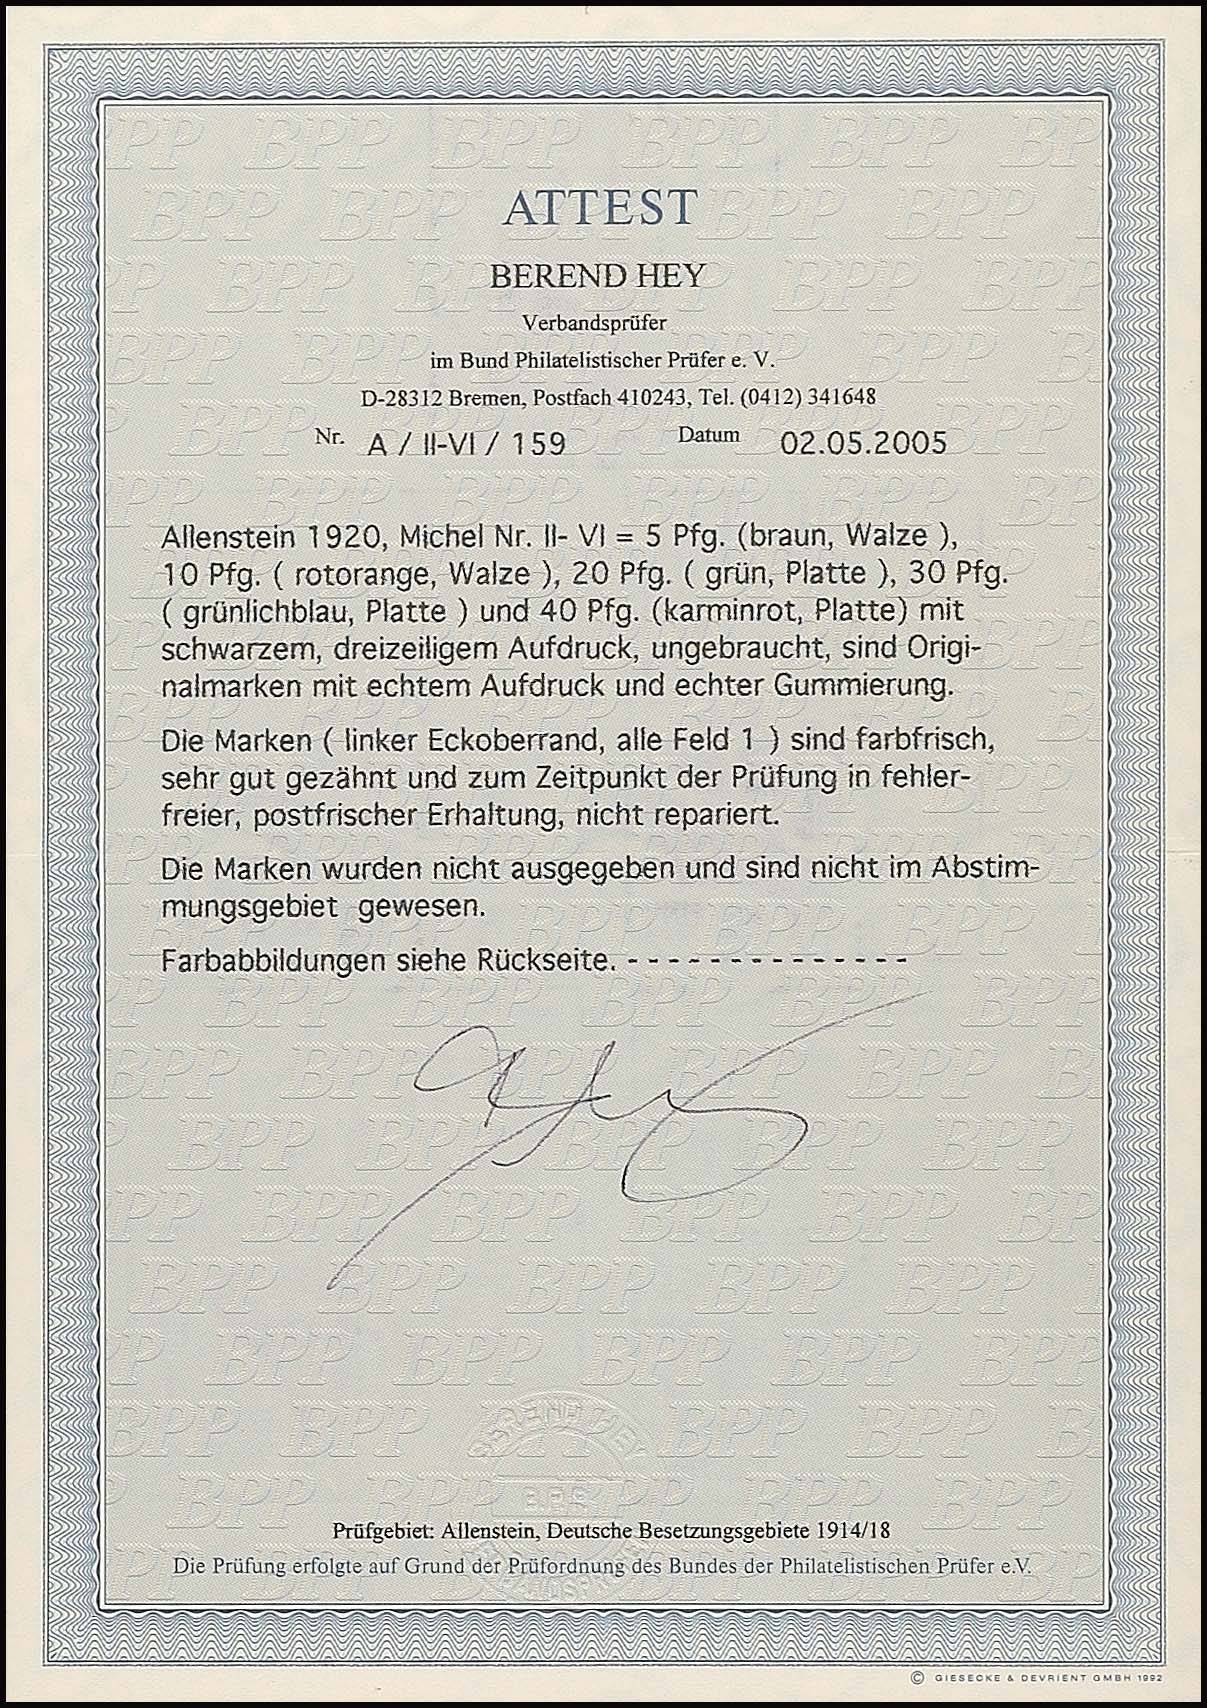 ATTEST
BEREND HEY
Verbandsprüfer
im Bund Philatelistischer Prüfer e. V.
D-28312 Bremen, Postfach 410243, Tel. (0412) 341648
Nr. A / II-VI / 159 Datum 02.05.2005
Allenstein 1920, Michel Nr. II- VI = 5 Pfg. (braun, Walze ),
10 Pfg. ( rotorange, Walze ), 20 Pfg. ( grün, Platte ), 30 Pfg.
( grünlichblau, Platte ) und 40 Pfg. (karminrot, Platte) mit
schwarzem, dreizeiligem Aufdruck, ungebraucht, sind Origi-
nalmarken mit echtem Aufdruck und echter Gummierung.
Die Marken ( linker Eckoberrand, alle Feld 1 ) sind farbfrisch,
sehr gut gezähnt und zum Zeitpunkt der Prüfung in fehler-
freier, postfrischer Erhaltung, nicht repariert.
Die Marken wurden nicht ausgegeben und sind nicht im Abstim-
mungsgebiet gewesen.
Farbabbildungen siehe Rückseite. - - - - - - - - - - - - - -
BEREND HEY
B.P.P.
Prüfgebiet: Allenstein, Deutsche Besetzungsgebiete 1914/18
Die Prüfung erfolgte auf Grund der Prüfordnung des Bundes der Philatelistischen Prüfer e.V.
© GIESECKE & DEVRIENT GMBH 1992